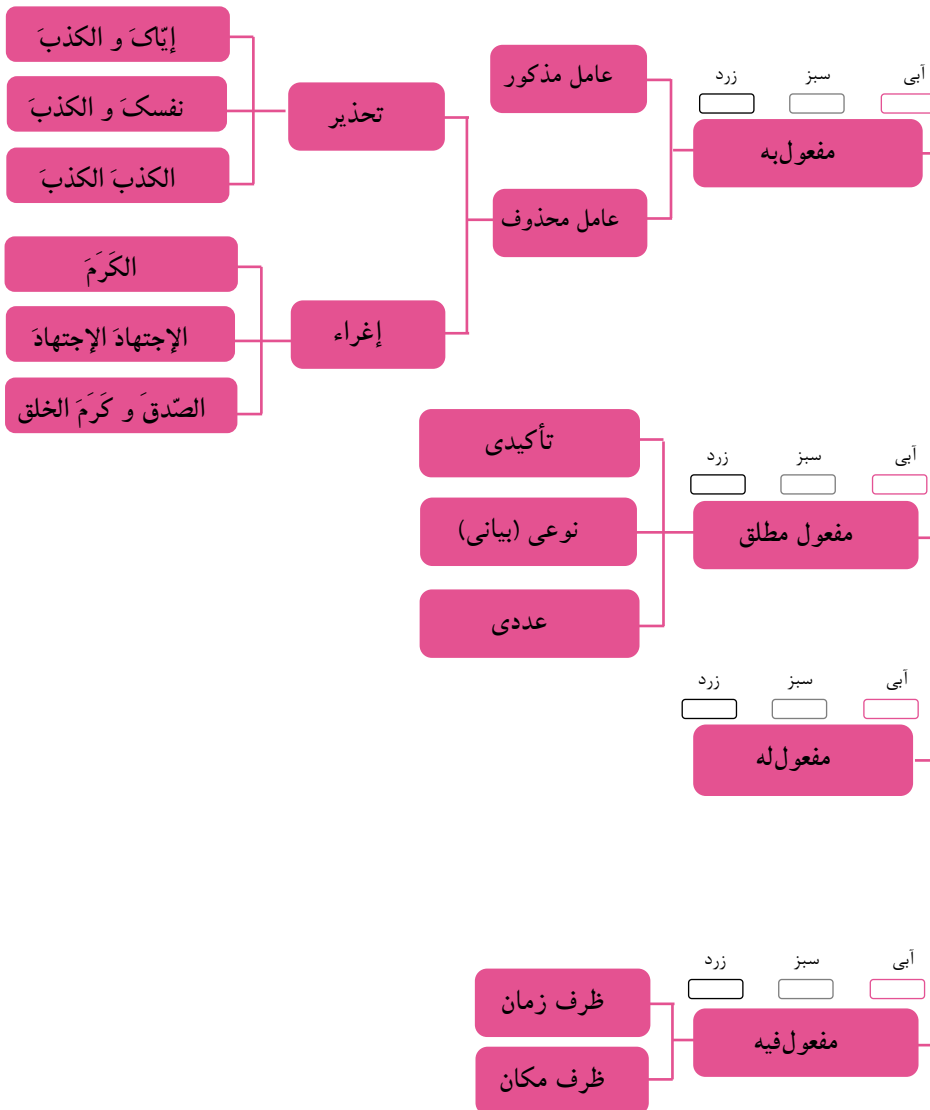 آبی سبز زرد
مفعول‌به
عامل مذکور
عامل محذوف
تحذیر
إیّاکَ و الکذبَ
نفسکَ و الکذبَ
الکذبَ الکذبَ
إغراء
الکَرَمَ
الإجتهادَ الإجتهادَ
الصّدقَ و کَرَمَ الخلق
آبی سبز زرد
مفعول مطلق
تأکیدی
نوعی (بیانی)
عددی
آبی سبز زرد
مفعول‌له
آبی سبز زرد
مفعول‌فیه
ظرف زمان
ظرف مکان